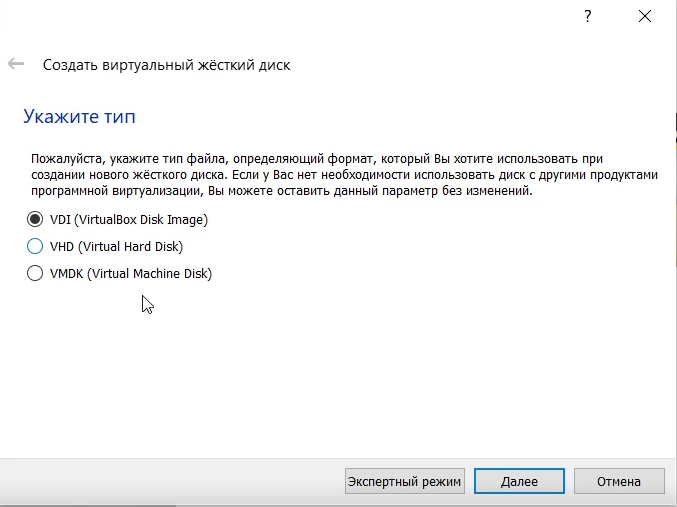 ?
Создать виртуальный жёсткий диск
Укажите тип
Пожалуйста, укажите тип файла, определяющий формат, который Вы хотите использовать при
создании нового жёсткого диска. Если у Вас нет необходимости использовать диск с другими продуктами
программной виртуализации, Вы можете оставить данный параметр без изменений.
VDI (VirtualBox Disk Image)
VHD (Virtual Hard Disk)
VMDK (Virtual Machine Disk)
Экспертный режим Далее Отмена